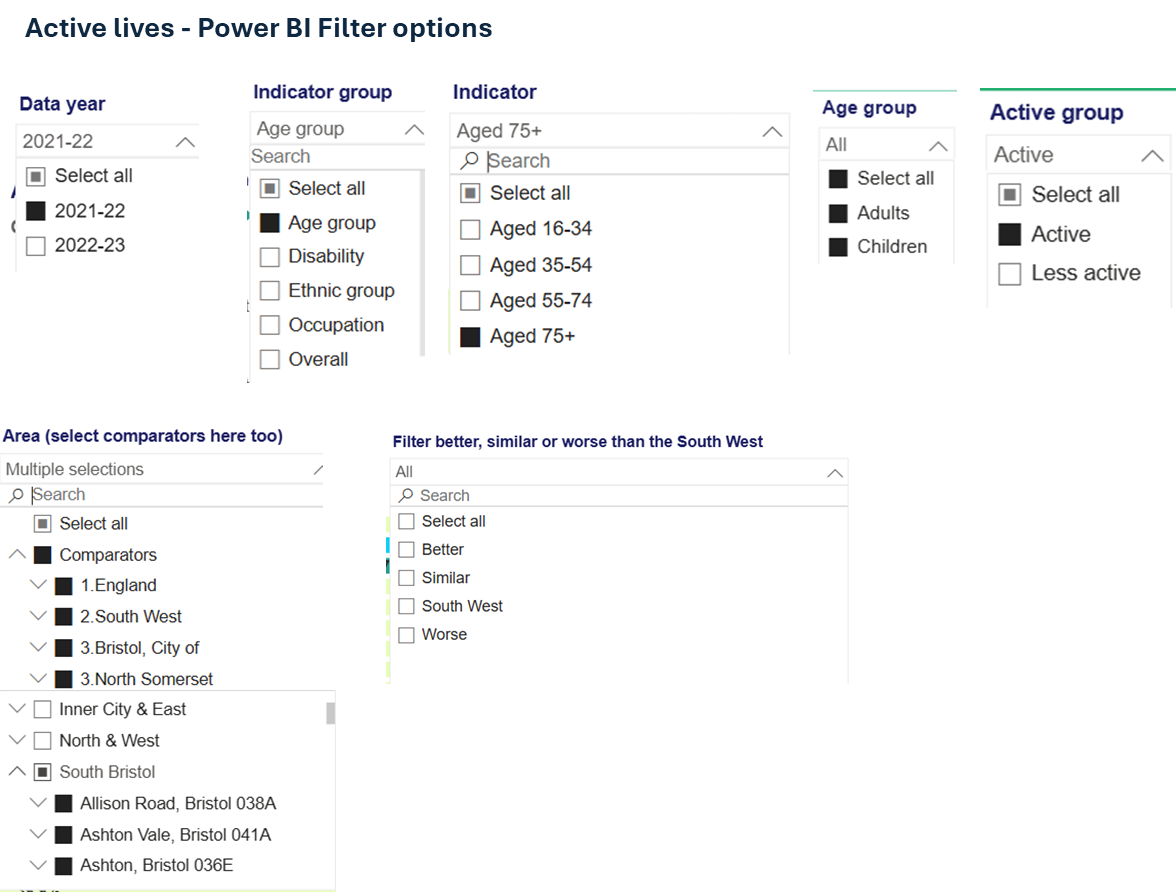 Active lives - Power BI Filter options
Data year
2021-22
Select all
2021-22
2022-23
Indicator group
Age group
Search
Select all
Age group
Disability
Ethnic group
Occupation
Overall
Indicator
Aged 75+
Search
Select all
Aged 16-34
Aged 35-54
Aged 55-74
Aged 75+
Age group
All
Select all
Adults
Children
Active group
Active
Select all
Active
Less active
Area (select comparators here too)
Multiple selections
Search
Select all
Comparators
1.England
2.South West
3.Bristol, City of
3.North Somerset
Inner City & East
North & West
South Bristol
Allison Road, Bristol 038A
Ashton Vale, Bristol 041A
Ashton, Bristol 036E
Filter better, similar or worse than the South West
All
Search
Select all
Better
Similar
South West
Worse